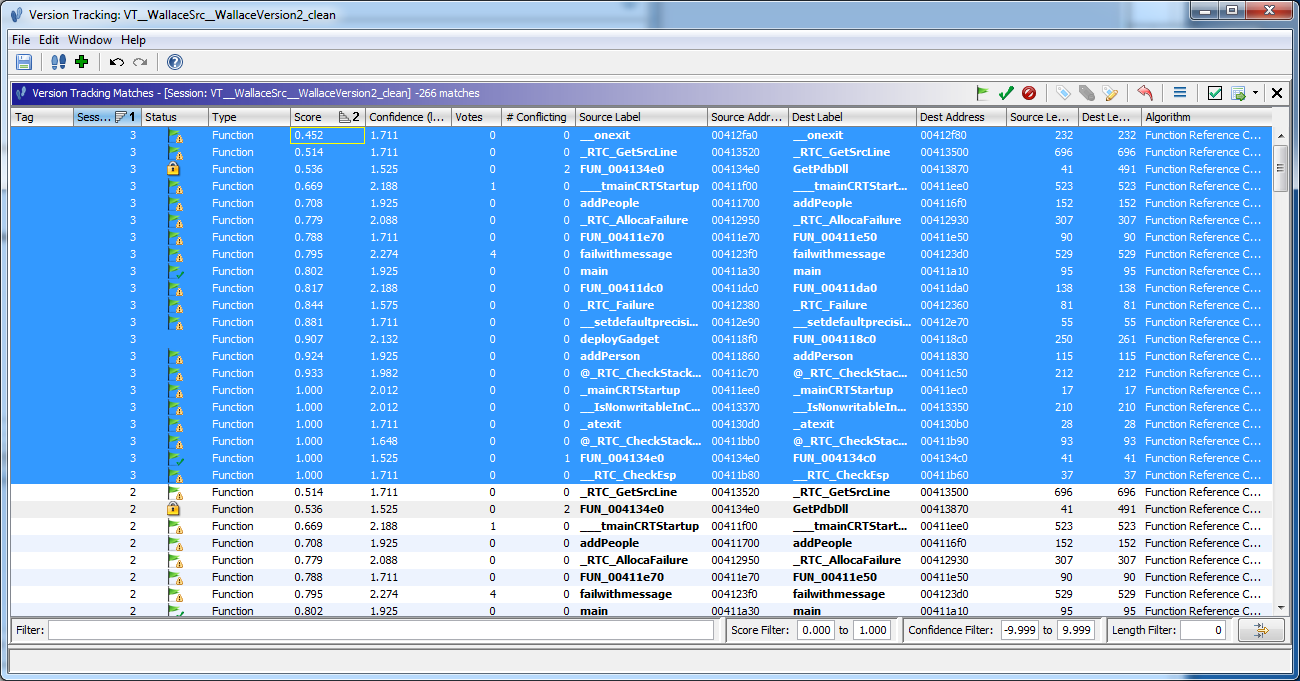 Version Tracking: VT__WallaceSrc__WallaceVersion2_clean
File Edit Window Help
Version Tracking Matches - [Session: VT__WallaceSrc__WallaceVersion2_clean] -266 matches
Tag Sess... 1 Status Type Score 2 Confidence (l... Votes # Conflicting Source Label Source Addr... Dest Label Dest Address Source Le... Dest Le... Algorithm
3 Function 0.452 1.711 0 0 __onexit 00412fa0 __onexit 00412f80 232 232 Function Reference C...
3 Function 0.514 1.711 0 0 _RTC_GetSrcLine 00413520 _RTC_GetSrcLine 00413500 696 696 Function Reference C...
3 Function 0.536 1.525 0 2 FUN_004134e0 004134e0 GetPdbDll 00413870 41 491 Function Reference C...
3 Function 0.669 2.188 1 0 ___tmainCRTStartup 00411f00 ___tmainCRTStart... 00411ee0 523 523 Function Reference C...
3 Function 0.708 1.925 0 0 addPeople 00411700 addPeople 004116f0 152 152 Function Reference C...
3 Function 0.779 2.088 0 0 _RTC_AllocaFailure 00412950 _RTC_AllocaFailure 00412930 307 307 Function Reference C...
3 Function 0.788 1.711 0 0 FUN_00411e70 00411e70 FUN_00411e50 00411e50 90 90 Function Reference C...
3 Function 0.795 2.274 4 0 failwithmessage 004123f0 failwithmessage 004123d0 529 529 Function Reference C...
3 Function 0.802 1.925 0 0 main 00411a30 main 00411a10 95 95 Function Reference C...
3 Function 0.817 2.188 0 0 FUN_00411dc0 00411dc0 FUN_00411da0 00411da0 138 138 Function Reference C...
3 Function 0.844 1.575 0 0 _RTC_Failure 00412380 _RTC_Failure 00412360 81 81 Function Reference C...
3 Function 0.881 1.711 0 0 __setdefaultprecisi... 00412e90 __setdefaultprecisi... 00412e70 55 55 Function Reference C...
3 Function 0.907 2.132 0 0 deployGadget 004118f0 FUN_004118c0 004118c0 250 261 Function Reference C...
3 Function 0.924 1.925 0 0 addPerson 00411860 addPerson 00411830 115 115 Function Reference C...
3 Function 0.933 1.982 0 0 @_RTC_CheckStack... 00411c70 @_RTC_CheckStac... 00411c50 212 212 Function Reference C...
3 Function 1.000 2.012 0 0 _mainCRTStartup 00411ee0 _mainCRTStartup 00411ec0 17 17 Function Reference C...
3 Function 1.000 2.012 0 0 __IsNonwritableInC... 00413370 __IsNonwritableIn... 00413350 210 210 Function Reference C...
3 Function 1.000 1.711 0 0 _atexit 004130d0 _atexit 004130b0 28 28 Function Reference C...
3 Function 1.000 1.648 0 0 @_RTC_CheckStack... 00411bb0 @_RTC_CheckStac... 00411b90 93 93 Function Reference C...
3 Function 1.000 1.525 0 1 FUN_004134e0 004134e0 FUN_004134c0 004134c0 41 41 Function Reference C...
3 Function 1.000 1.711 0 0 __RTC_CheckEsp 00411b80 __RTC_CheckEsp 00411b60 37 37 Function Reference C...
2 Function 0.514 1.711 0 0 _RTC_GetSrcLine 00413520 _RTC_GetSrcLine 00413500 696 696 Function Reference C...
2 Function 0.536 1.525 0 2 FUN_004134e0 004134e0 GetPdbDll 00413870 41 491 Function Reference C...
2 Function 0.669 2.188 1 0 ___tmainCRTStartup 00411f00 ___tmainCRTStart... 00411ee0 523 523 Function Reference C...
2 Function 0.708 1.925 0 0 addPeople 00411700 addPeople 004116f0 152 152 Function Reference C...
2 Function 0.779 2.088 0 0 _RTC_AllocaFailure 00412950 _RTC_AllocaFailure 00412930 307 307 Function Reference C...
2 Function 0.788 1.711 0 0 FUN_00411e70 00411e70 FUN_00411e50 00411e50 90 90 Function Reference C...
2 Function 0.795 2.274 4 0 failwithmessage 004123f0 failwithmessage 004123d0 529 529 Function Reference C...
2 Function 0.802 1.925 0 0 main 00411a30 main 00411a10 95 95 Function Reference C...
Filter: Score Filter: 0.000 to 1.000 Confidence Filter: -9.999 to 9.999 Length Filter: 0